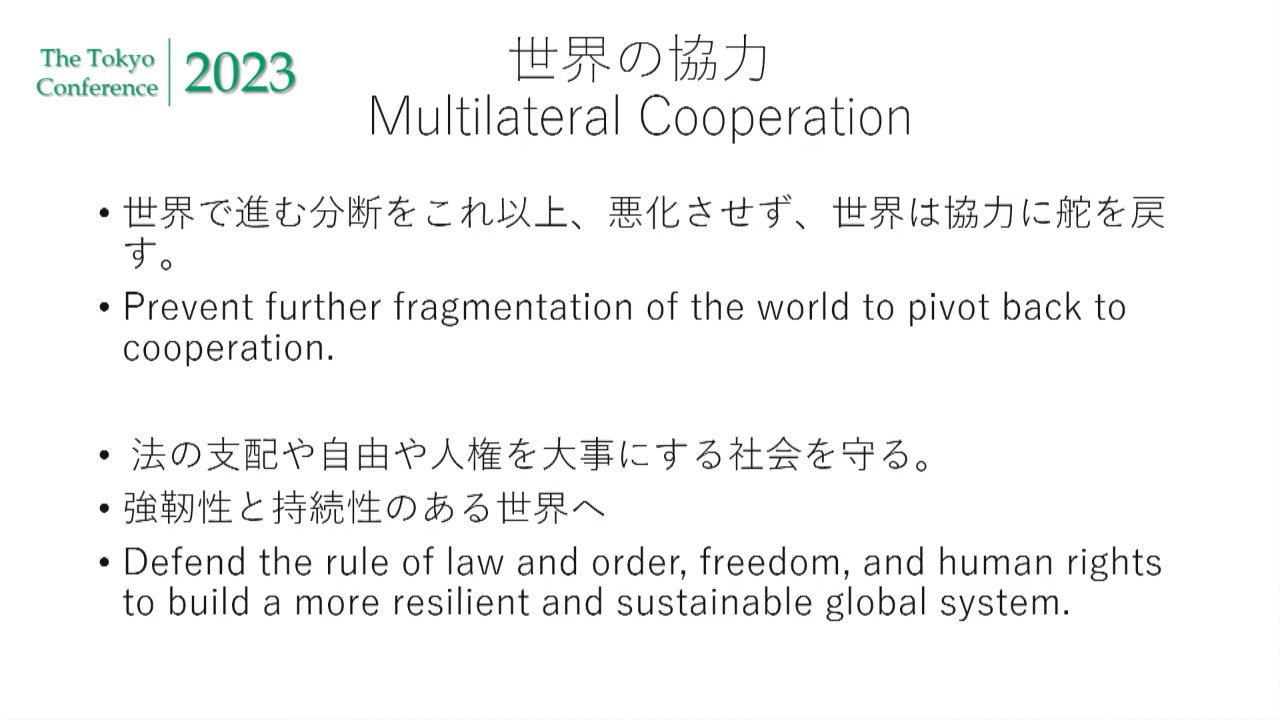 The Tokyo
Conference
2023
世界の協力
Multilateral Cooperation
• 世界で進む分断をこれ以上、悪化させず、世界は協力に舵を戻
す。
• Prevent further fragmentation of the world to pivot back to
cooperation.
• 法の支配や自由や人権を大事にする社会を守る。
• 強靭性と持続性のある世界へ
• Defend the rule of law and order, freedom, and human rights
to build a more resilient and sustainable global system.